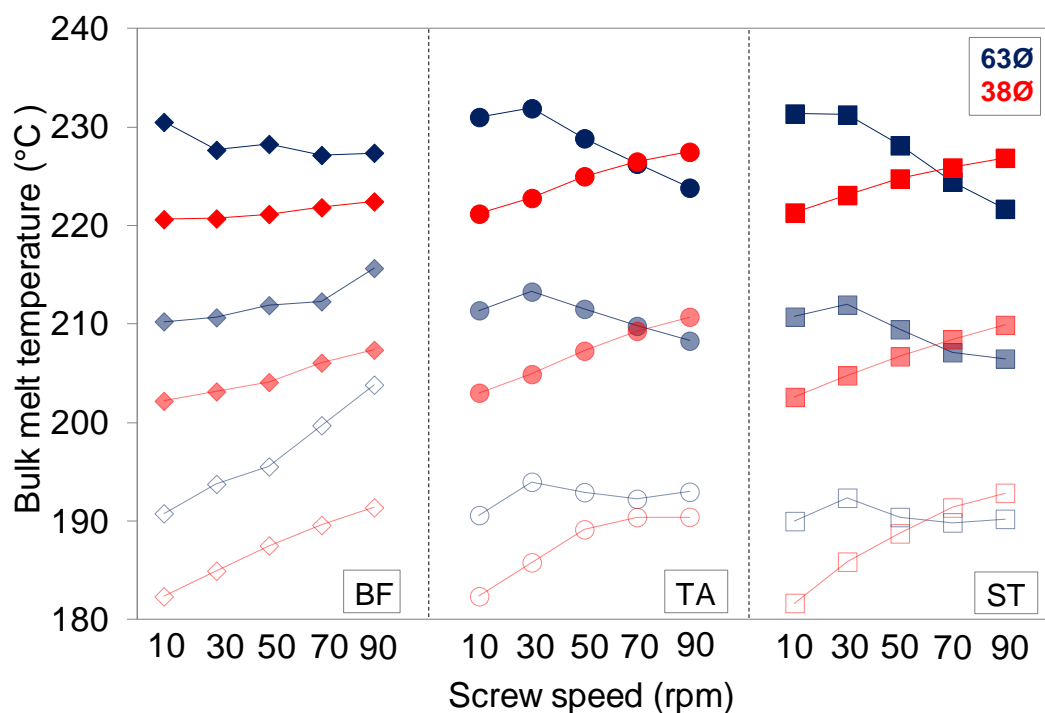 240
230
220
210
200
190
180
Bulk melt temperature (°C )
63Ø
38Ø
BF
TA
ST
10 30 50 70 90 10 30 50 70 90 10 30 50 70 90
Screw speed (rpm)